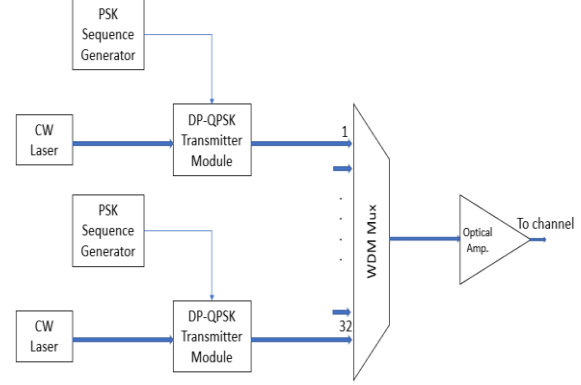 PSK
Sequence
Generator
CW
Laser
DP-QPSK
Transmitter
Module
1
PSK
Sequence
Generator
WDM Mux
Optical
Amp.
To channel
CW
Laser
DP-QPSK
Transmitter
Module
32